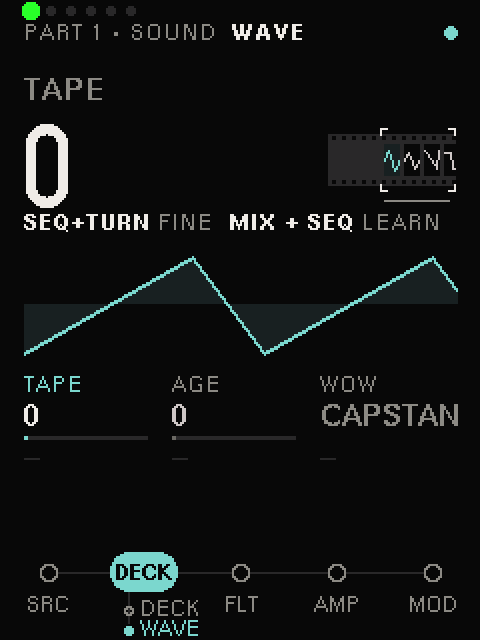 PART 1 · SOUND WAVE
TAPE
0
SEQ+TURN FINE MIX + SEQ LEARN
TAPE AGE WOW
0 0 CAPSTAN
DECK
SRC DECK FLT AMP MOD
WAVE